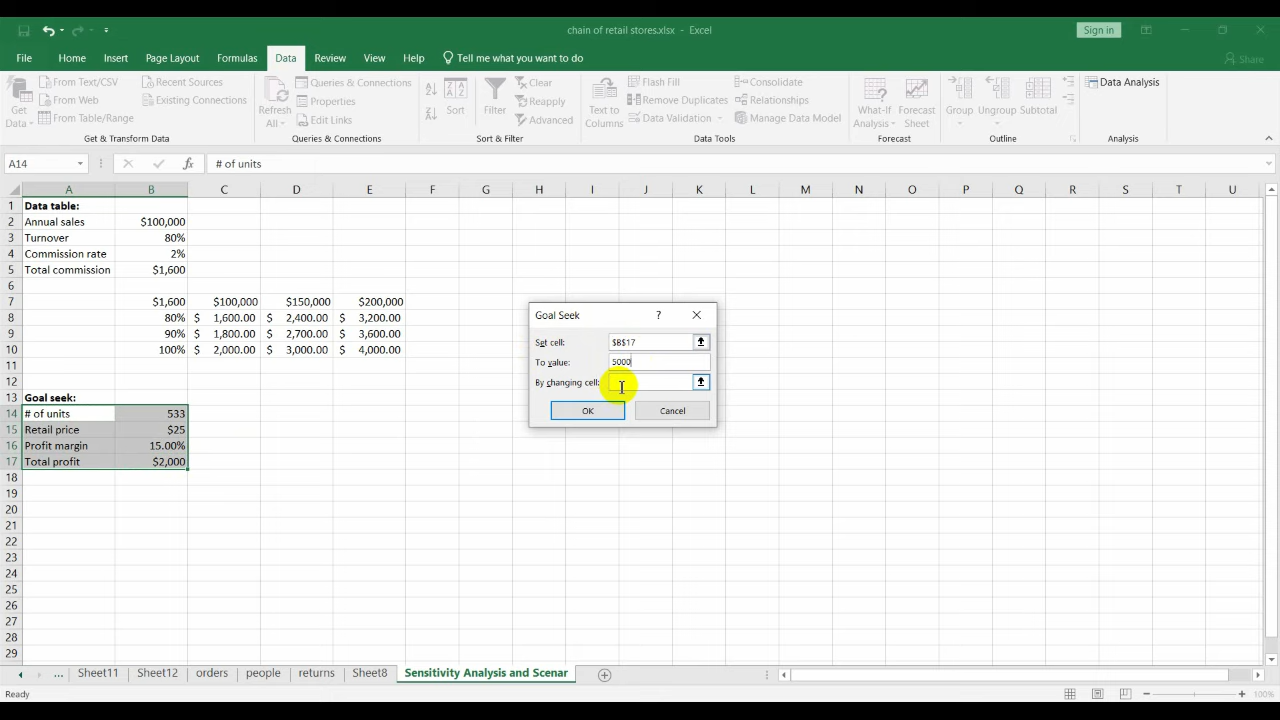 chain of retail stores.xlsx - Excel
Sign in
File Home Insert Page Layout Formulas Data Review View Help Tell me what you want to do Share
Get Data
From Text/CSV
From Web
From Table/Range
Recent Sources
Existing Connections
Get & Transform Data
Refresh All
Queries & Connections
Properties
Edit Links
Queries & Connections
Sort
Filter
Clear
Reapply
Advanced
Sort & Filter
Text to Columns
Flash Fill
Remove Duplicates
Data Validation
Consolidate
Relationships
Manage Data Model
Data Tools
What-If Analysis
Forecast Sheet
Forecast
Group
Ungroup
Subtotal
Outline
Data Analysis
Analysis
A14 fx # of units
A B C D E F G H I J K L M N O P Q R S T U
1 Data table:
2 Annual sales $100,000
3 Turnover 80%
4 Commission rate 2%
5 Total commission $1,600
6
7 $1,600 $100,000 $150,000 $200,000
8 80% $ 1,600.00 $ 2,400.00 $ 3,200.00
9 90% $ 1,800.00 $ 2,700.00 $ 3,600.00
10 100% $ 2,000.00 $ 3,000.00 $ 4,000.00
11
12
13 Goal seek:
14 # of units 533
15 Retail price $25
16 Profit margin 15.00%
17 Total profit $2,000
18
19
20
21
22
23
24
25
26
27
28
29
Goal Seek ?
Set cell: $B$17
To value: 5000
By changing cell:
OK Cancel
... Sheet11 Sheet12 orders people returns Sheet8 Sensitivity Analysis and Scenar
Ready 100%